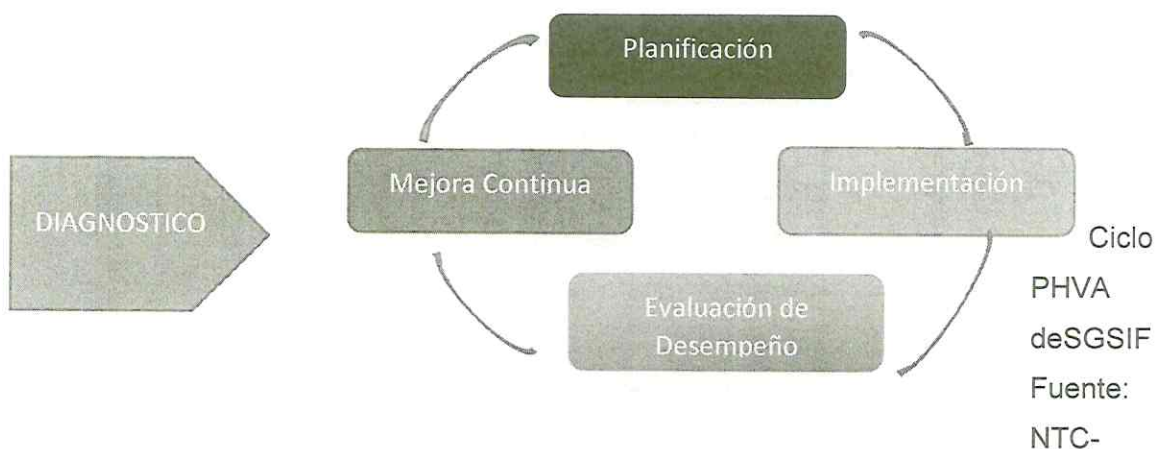 Planificación
Mejora Continua
Implementación
DIAGNOSTICO
Evaluación de
Desempeño
Ciclo
PHVA
deSGSIF
Fuente:
NTC-